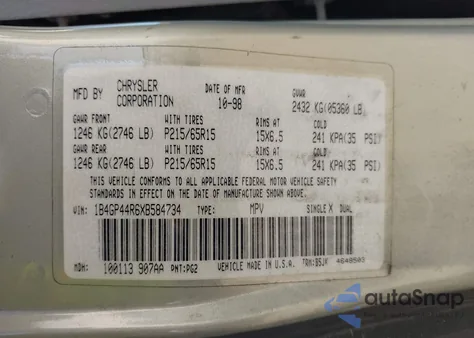 MFD BY CHRYSLER CORPORATION DATE OF MFR 10-98 GVWR 2432 KG(05360 LB)
GAWR FRONT WITH TIRES RIMS AT COLD
1246 KG(2746 LB) P215/65R15 15X6.5 241 KPA(35 PSI)
GAWR REAR WITH TIRES RIMS AT COLD
1246 KG(2746 LB) P215/65R15 15X6.5 241 KPA(35 PSI)
THIS VEHICLE CONFORMS TO ALL APPLICABLE FEDERAL MOTOR VEHICLE SAFETY
STANDARDS IN EFFECT ON THE DATE OF MANUFACTURE SHOWN ABOVE.
VIN: 1B4GP44R6XB584734 TYPE: MPV SINGLE X DUAL
MDH: 100113 907AA PNT:PG2 VEHICLE MADE IN U.S.A. TRM:B5JK 4648503
autoSnap